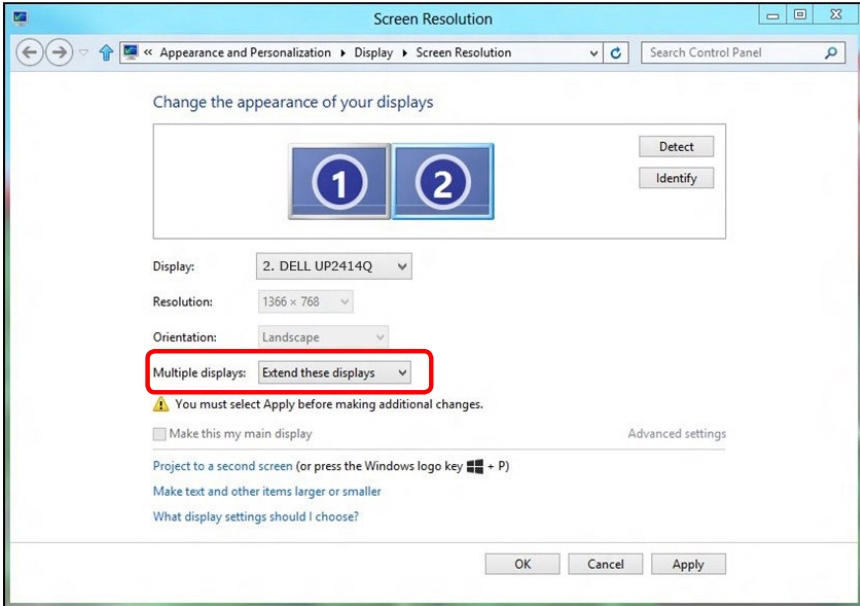 Screen Resolution
« Appearance and Personalization ▸ Display ▸ Screen Resolution Search Control Panel
Change the appearance of your displays
1 2
Detect
Identify
Display: 2. DELL UP2414Q
Resolution: 1366 × 768
Orientation: Landscape
Multiple displays: Extend these displays
You must select Apply before making additional changes.
Make this my main display Advanced settings
Project to a second screen (or press the Windows logo key + P)
Make text and other items larger or smaller
What display settings should I choose?
OK Cancel Apply